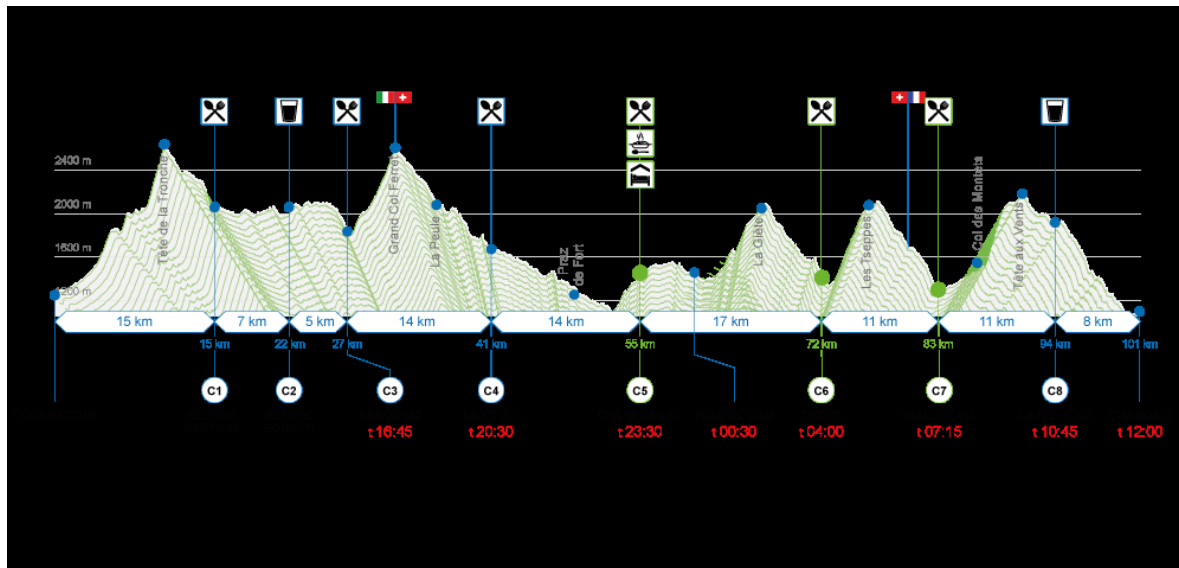 2400 m
2000 m
1600 m
1200 m
Tête de la Tronche
Grand Col Ferret
La Peule
Praz
de Fort
La Giète
Les Tseppes
Col des Montets
Tête aux Vents
15 km
7 km
5 km
14 km
14 km
17 km
11 km
11 km
8 km
15 km
22 km
27 km
41 km
55 km
72 km
83 km
94 km
101 km
C1
C2
C3
C4
C5
C6
C7
C8
t 16:45
t 20:30
t 23:30
t 00:30
t 04:00
t 07:15
t 10:45
t 12:00